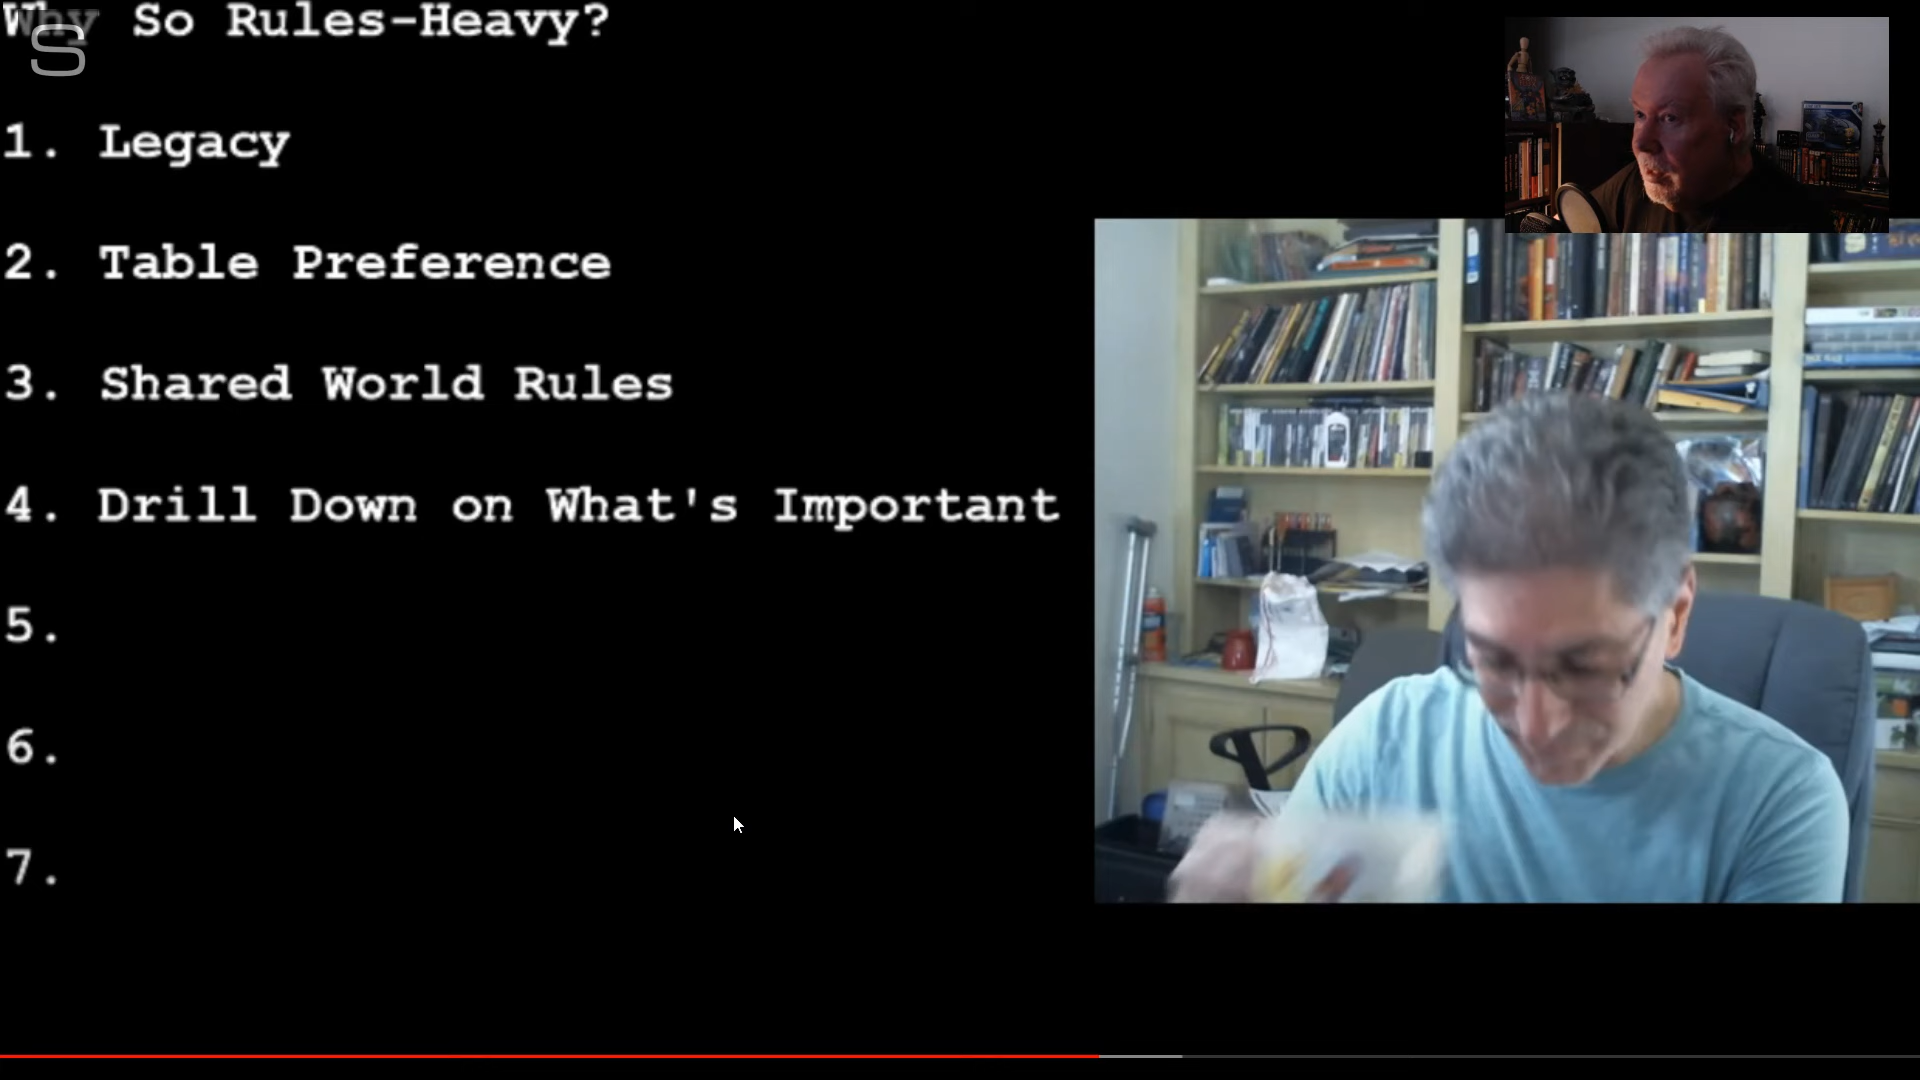 Why So Rules-Heavy?
S
1. Legacy
2. Table Preference
3. Shared World Rules
4. Drill Down on What's Important
5.
6.
7.